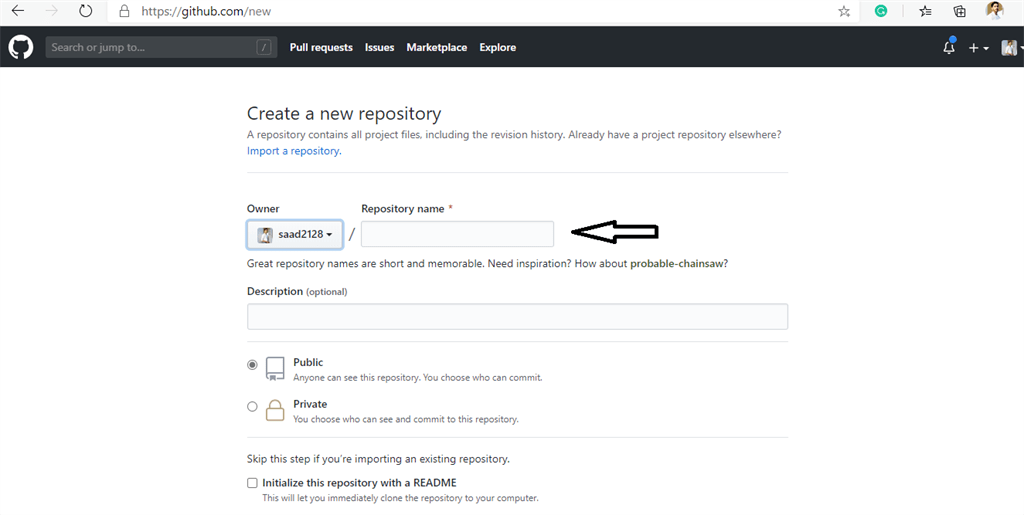 https://github.com/new
Search or jump to... /
Pull requests Issues Marketplace Explore
Create a new repository
A repository contains all project files, including the revision history. Already have a project repository elsewhere?
Import a repository.
Owner Repository name *
saad2128 /
Great repository names are short and memorable. Need inspiration? How about probable-chainsaw?
Description (optional)
Public
Anyone can see this repository. You choose who can commit.
Private
You choose who can see and commit to this repository.
Skip this step if you're importing an existing repository.
Initialize this repository with a README
This will let you immediately clone the repository to your computer.